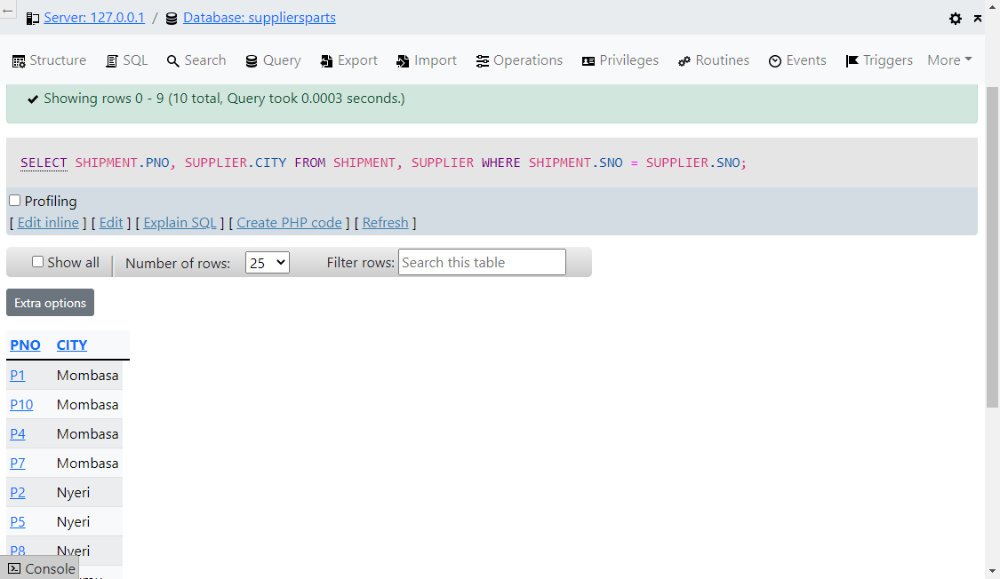 Server: 127.0.0.1 / Database: suppliersparts
Structure SQL Search Query Export Import Operations Privileges Routines Events Triggers More
Showing rows 0 - 9 (10 total, Query took 0.0003 seconds.)
SELECT SHIPMENT.PNO, SUPPLIER.CITY FROM SHIPMENT, SUPPLIER WHERE SHIPMENT.SNO = SUPPLIER.SNO;
Profiling
[ Edit inline ] [ Edit ] [ Explain SQL ] [ Create PHP code ] [ Refresh ]
Show all Number of rows: 25 Filter rows: Search this table
Extra options
PNO CITY
P1 Mombasa
P10 Mombasa
P4 Mombasa
P7 Mombasa
P2 Nyeri
P5 Nyeri
P8 Nyeri
Console